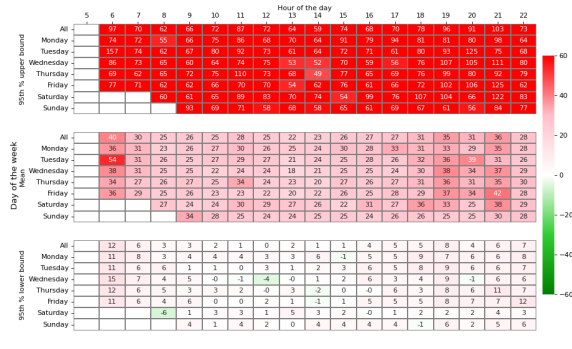 Hour of the day
5 6 7 8 9 10 11 12 13 14 15 16 17 18 19 20 21 22
95th % upper bound
All 97 70 62 66 72 87 72 64 59 74 68 70 78 96 91 103 73
Monday 74 72 55 66 75 86 68 70 64 91 79 94 81 81 80 98 64
Tuesday 157 74 62 67 80 92 73 61 64 72 71 61 80 93 125 75 68
Wednesday 86 73 65 60 64 74 75 53 52 70 59 56 76 107 105 111 80
Thursday 69 62 65 72 75 110 73 68 49 77 65 69 76 99 80 92 79
Friday 77 71 62 62 66 70 70 54 62 76 61 66 72 102 106 125 62
Saturday 60 61 65 89 83 70 74 54 99 76 107 104 66 122 83
Sunday 93 69 71 58 68 58 65 61 69 67 61 56 84 77
60
40
20
0
−20
−40
−60
Day of the week
Mean
All 40 30 25 26 25 28 25 22 23 26 27 27 31 35 31 36 28
Monday 36 31 23 26 27 30 26 25 24 30 28 33 31 33 29 35 28
Tuesday 54 31 26 25 27 29 27 21 24 25 28 26 32 36 39 31 26
Wednesday 38 31 25 25 22 24 24 18 21 25 25 27 30 38 34 37 29
Thursday 34 27 26 27 25 34 24 23 20 27 26 27 31 36 31 35 30
Friday 36 29 25 26 23 23 20 22 26 25 28 29 37 34 42 28
Saturday 27 24 24 30 29 27 26 22 31 27 36 33 25 38 29
Sunday 34 28 25 24 24 25 24 26 26 25 25 30 28
95th % lower bound
All 12 6 3 3 2 1 0 2 1 1 4 5 5 8 4 6 7
Monday 11 8 3 4 4 4 3 3 6 -1 5 5 9 7 6 6 8
Tuesday 11 6 6 1 1 0 3 1 2 3 6 5 8 9 6 6 7
Wednesday 15 7 4 5 -0 -1 -4 -0 1 2 6 3 4 9 -1 6 6
Thursday 12 6 5 3 3 2 -0 3 -2 0 -0 6 3 8 6 11 7
Friday 11 6 4 6 0 0 1 2 -1 1 5 5 5 8 7 7 12
Saturday -6 1 3 3 1 5 3 2 -0 1 2 2 2 4 3
Sunday 4 1 4 2 0 4 4 4 4 -1 6 2 5 6